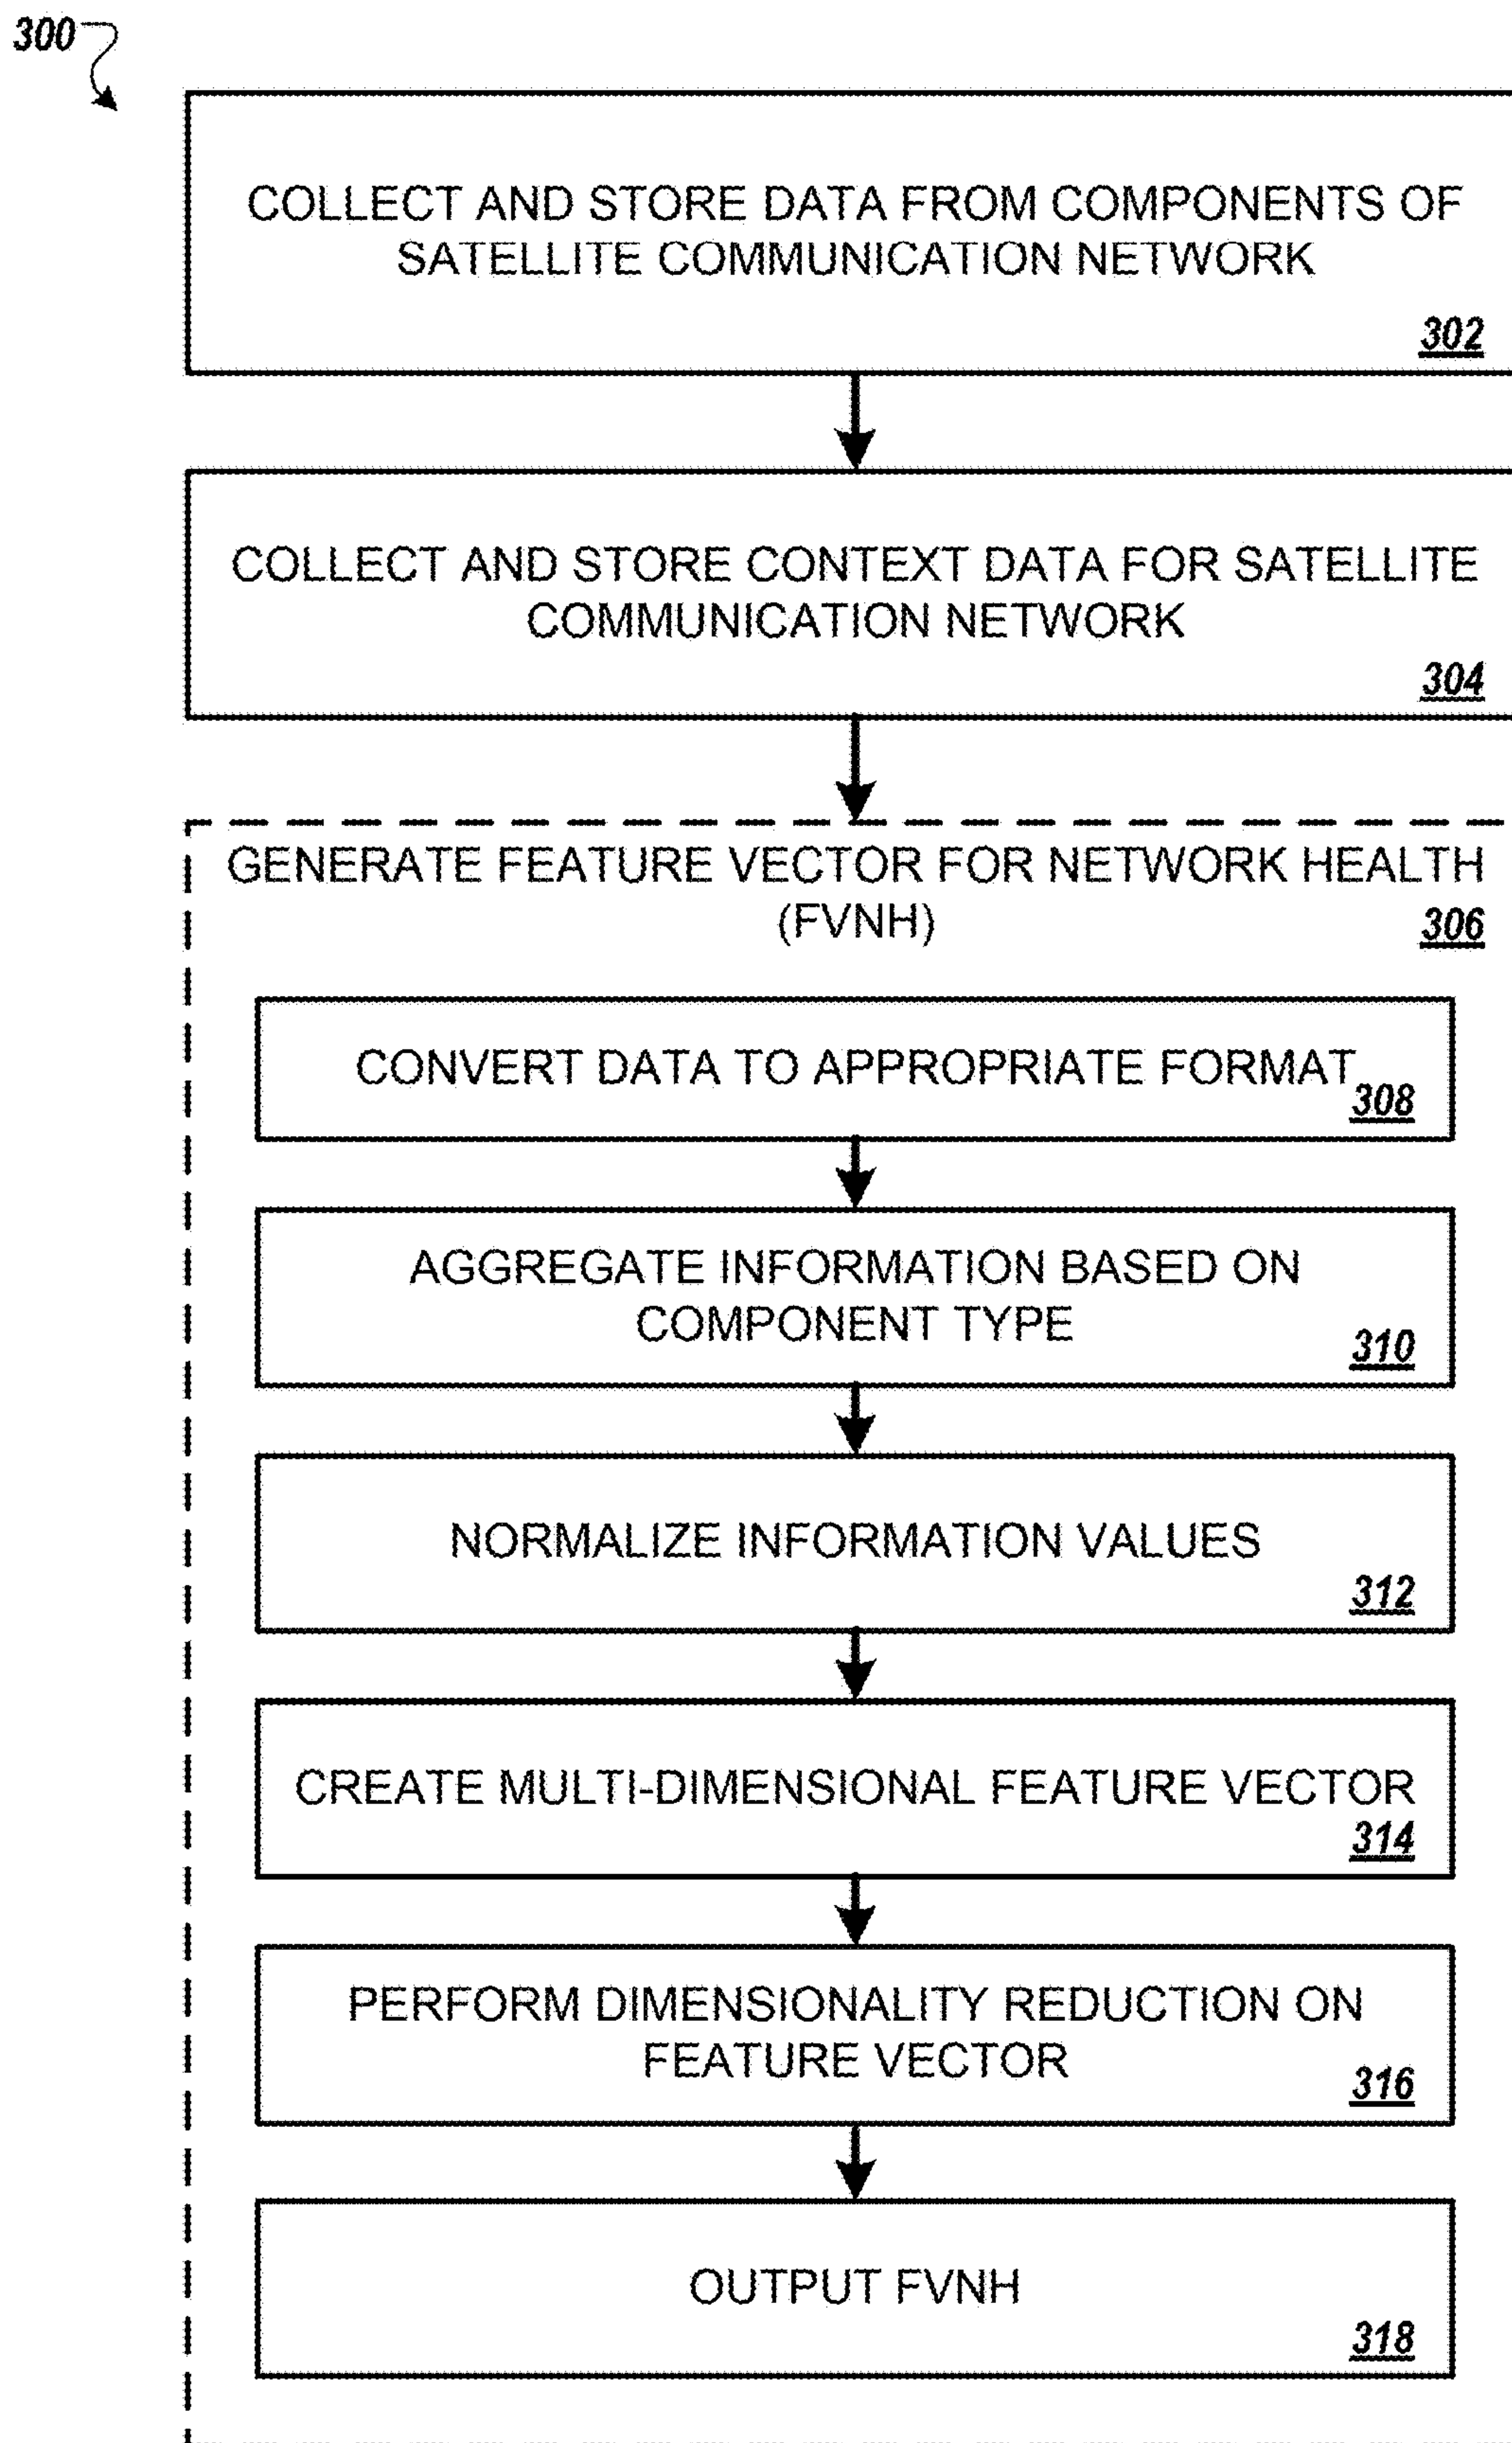 300
COLLECT AND STORE DATA FROM COMPONENTS OF
SATELLITE COMMUNICATION NETWORK
302
COLLECT AND STORE CONTEXT DATA FOR SATELLITE
COMMUNICATION NETWORK
304
GENERATE FEATURE VECTOR FOR NETWORK HEALTH
(FVNH)
306
CONVERT DATA TO APPROPRIATE FORMAT
308
AGGREGATE INFORMATION BASED ON
COMPONENT TYPE
310
NORMALIZE INFORMATION VALUES
312
CREATE MULTI-DIMENSIONAL FEATURE VECTOR
314
PERFORM DIMENSIONALITY REDUCTION ON
FEATURE VECTOR
316
OUTPUT FVNH
318